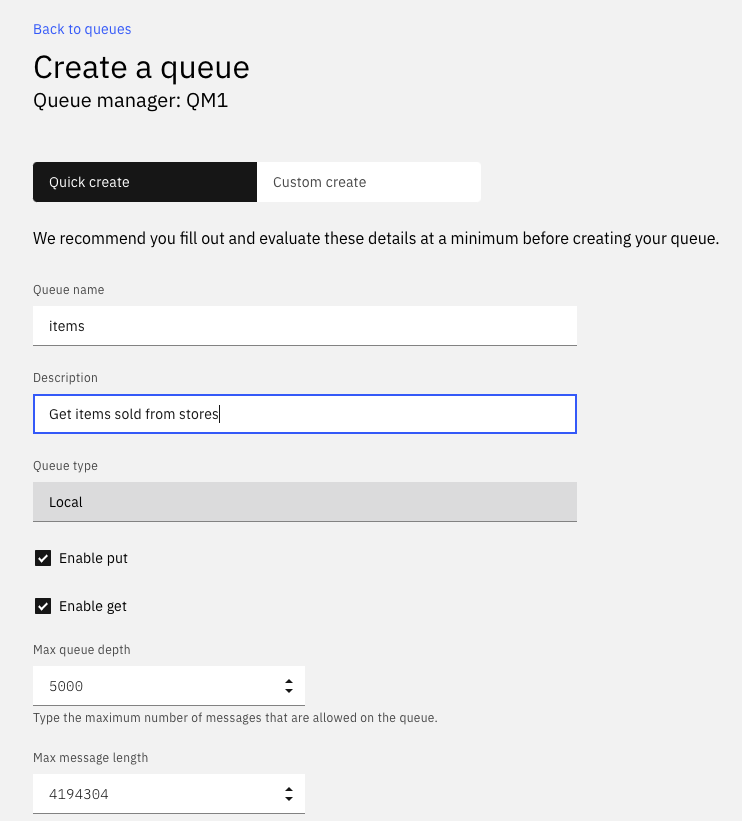 Back to queues
Create a queue
Queue manager: QM1
Quick create
Custom create
We recommend you fill out and evaluate these details at a minimum before creating your queue.
Queue name
items
Description
Get items sold from stores
Queue type
Local
Enable put
Enable get
Max queue depth
5000
Type the maximum number of messages that are allowed on the queue.
Max message length
4194304